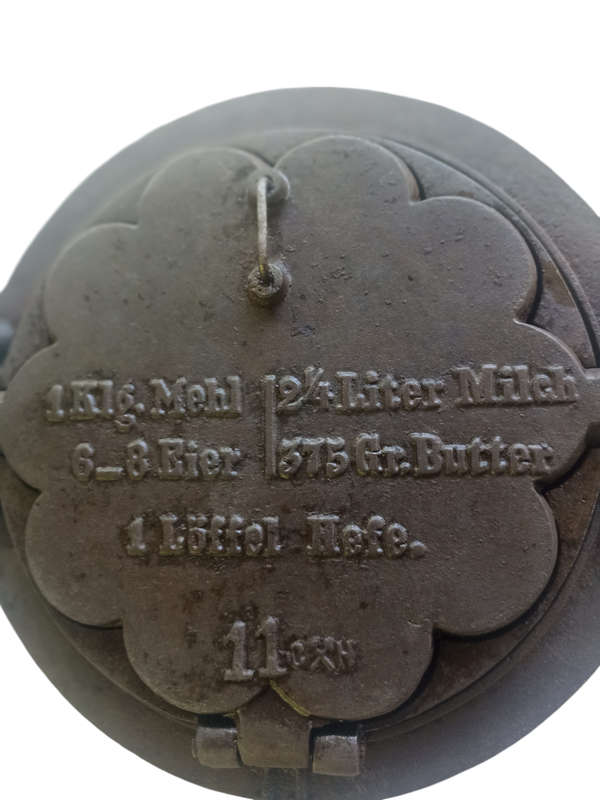 1 Klg. Mehl | 2¼ Liter Milch
6_8 Eier | 375 Gr. Butter
1 Löffel Hefe.
11 C&H